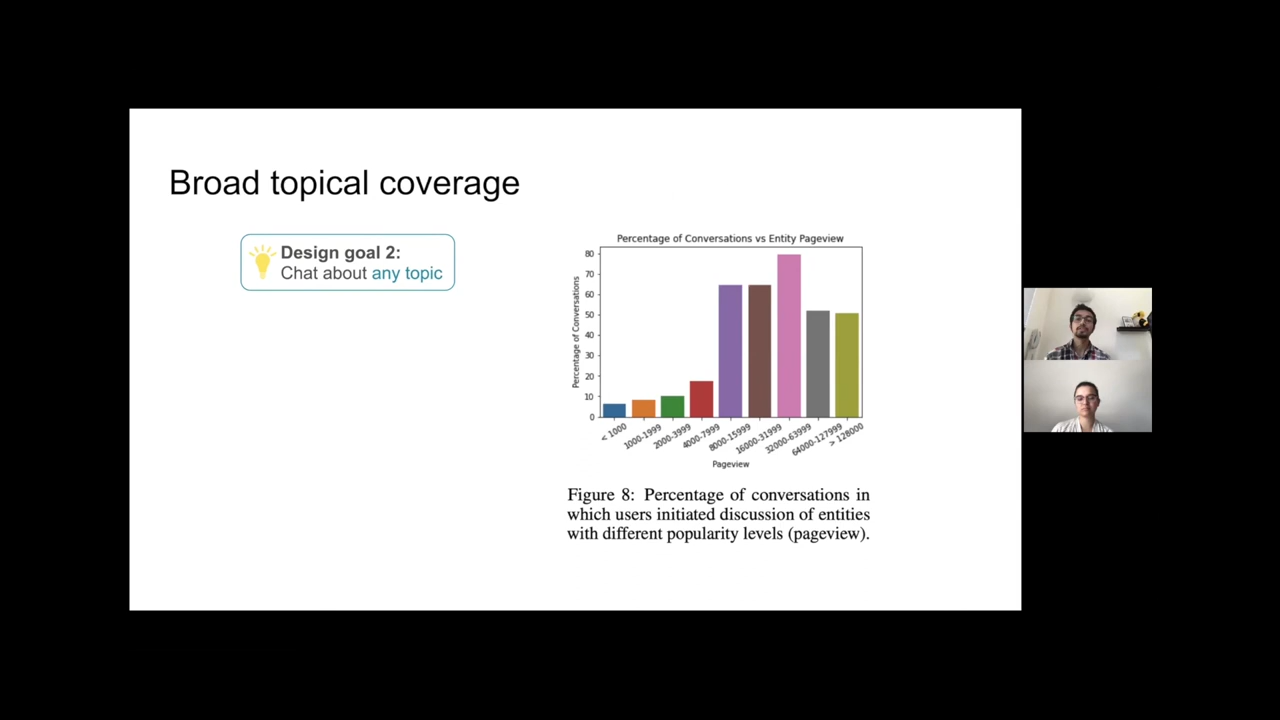 Broad topical coverage
Design goal 2:
Chat about any topic
Percentage of Conversations vs Entity Pageview
Percentage of Conversations
80
70
60
50
40
30
20
10
0
< 1000
1000-1999
2000-3999
4000-7999
8000-15999
16000-31999
32000-63999
64000-127999
> 128000
Pageview
Figure 8: Percentage of conversations in
which users initiated discussion of entities
with different popularity levels (pageview).